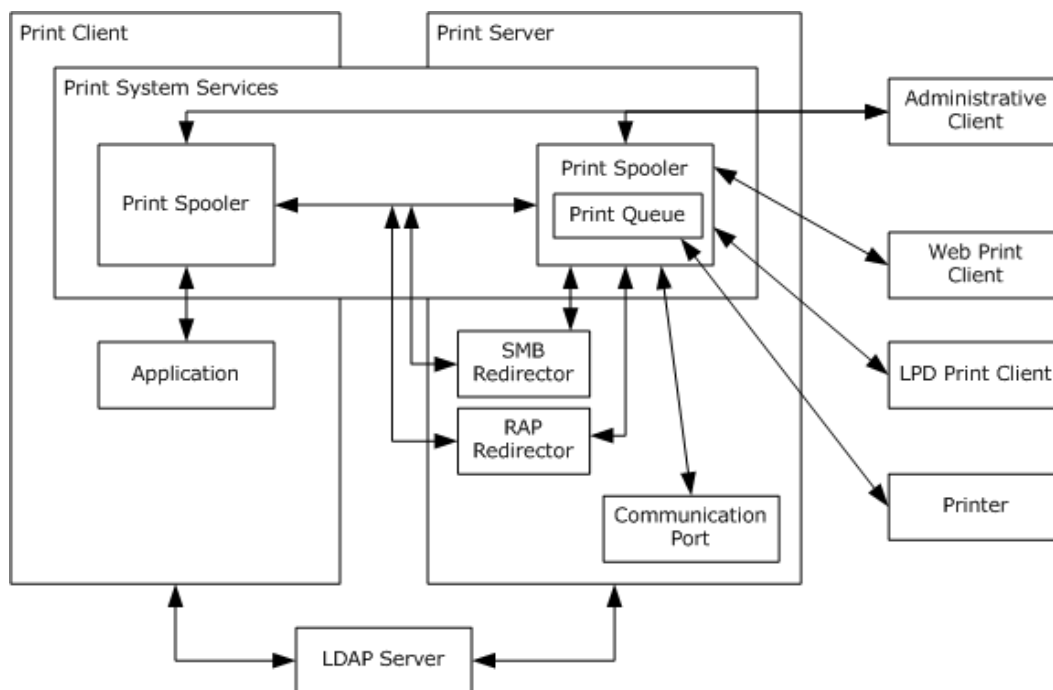 Print Client
Print Server
Print System Services
Administrative
Client
Print Spooler
Print Spooler
Print Queue
Web Print
Client
Application
SMB
Redirector
LPD Print Client
RAP
Redirector
Communication
Port
Printer
LDAP Server